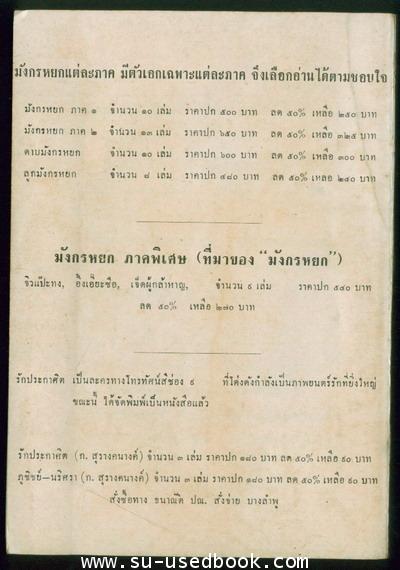 มังกรหยกแต่ละภาค มีตัวเอกเฉพาะแต่ละภาค จึงเลือกอ่านได้ตามชอบใจ
มังกรหยก ภาค ๑ จำนวน ๑๐ เล่ม ราคาปก ๕๐๐ บาท ลด ๕๐% เหลือ ๒๕๐ บาท
มังกรหยก ภาค ๒ จำนวน ๑๓ เล่ม ราคาปก ๖๕๐ บาท ลด ๕๐% เหลือ ๓๒๕ บาท
ดาบมังกรหยก จำนวน ๑๐ เล่ม ราคาปก ๖๐๐ บาท ลด ๕๐% เหลือ ๓๐๐ บาท
ลูกมังกรหยก จำนวน ๘ เล่ม ราคาปก ๔๘๐ บาท ลด ๕๐% เหลือ ๒๔๐ บาท
มังกรหยก ภาคพิเศษ (ที่มาของ “มังกรหยก”)
จิวแป๊ะทง, อึ้งเอี๊ยะซือ, เจ็ดผู้กล้าหาญ, จำนวน ๙ เล่ม ราคาปก ๕๔๐ บาท
ลด ๕๐% เหลือ ๒๗๐ บาท
รักประกาศิต เป็นละครทางโทรทัศน์สีช่อง ๙ ที่โด่งดังกำลังเป็นภาพยนตร์รักที่ยิ่งใหญ่
ขณะนี้ ได้จัดพิมพ์เป็นหนังสือแล้ว
รักประกาศิต (ก. สุรางคนางค์) จำนวน ๓ เล่ม ราคาปก ๑๘๐ บาท ลด ๕๐% เหลือ ๙๐ บาท
ภูชิชย์—นริศรา (ก. สุรางคนางค์) จำนวน ๓ เล่ม ราคาปก ๑๘๐ บาท ลด ๕๐% เหลือ ๙๐ บาท
สั่งซื้อทาง ธนาณัติ ปณ. สั่งจ่าย บางลำพู
www.su-usedbook.com